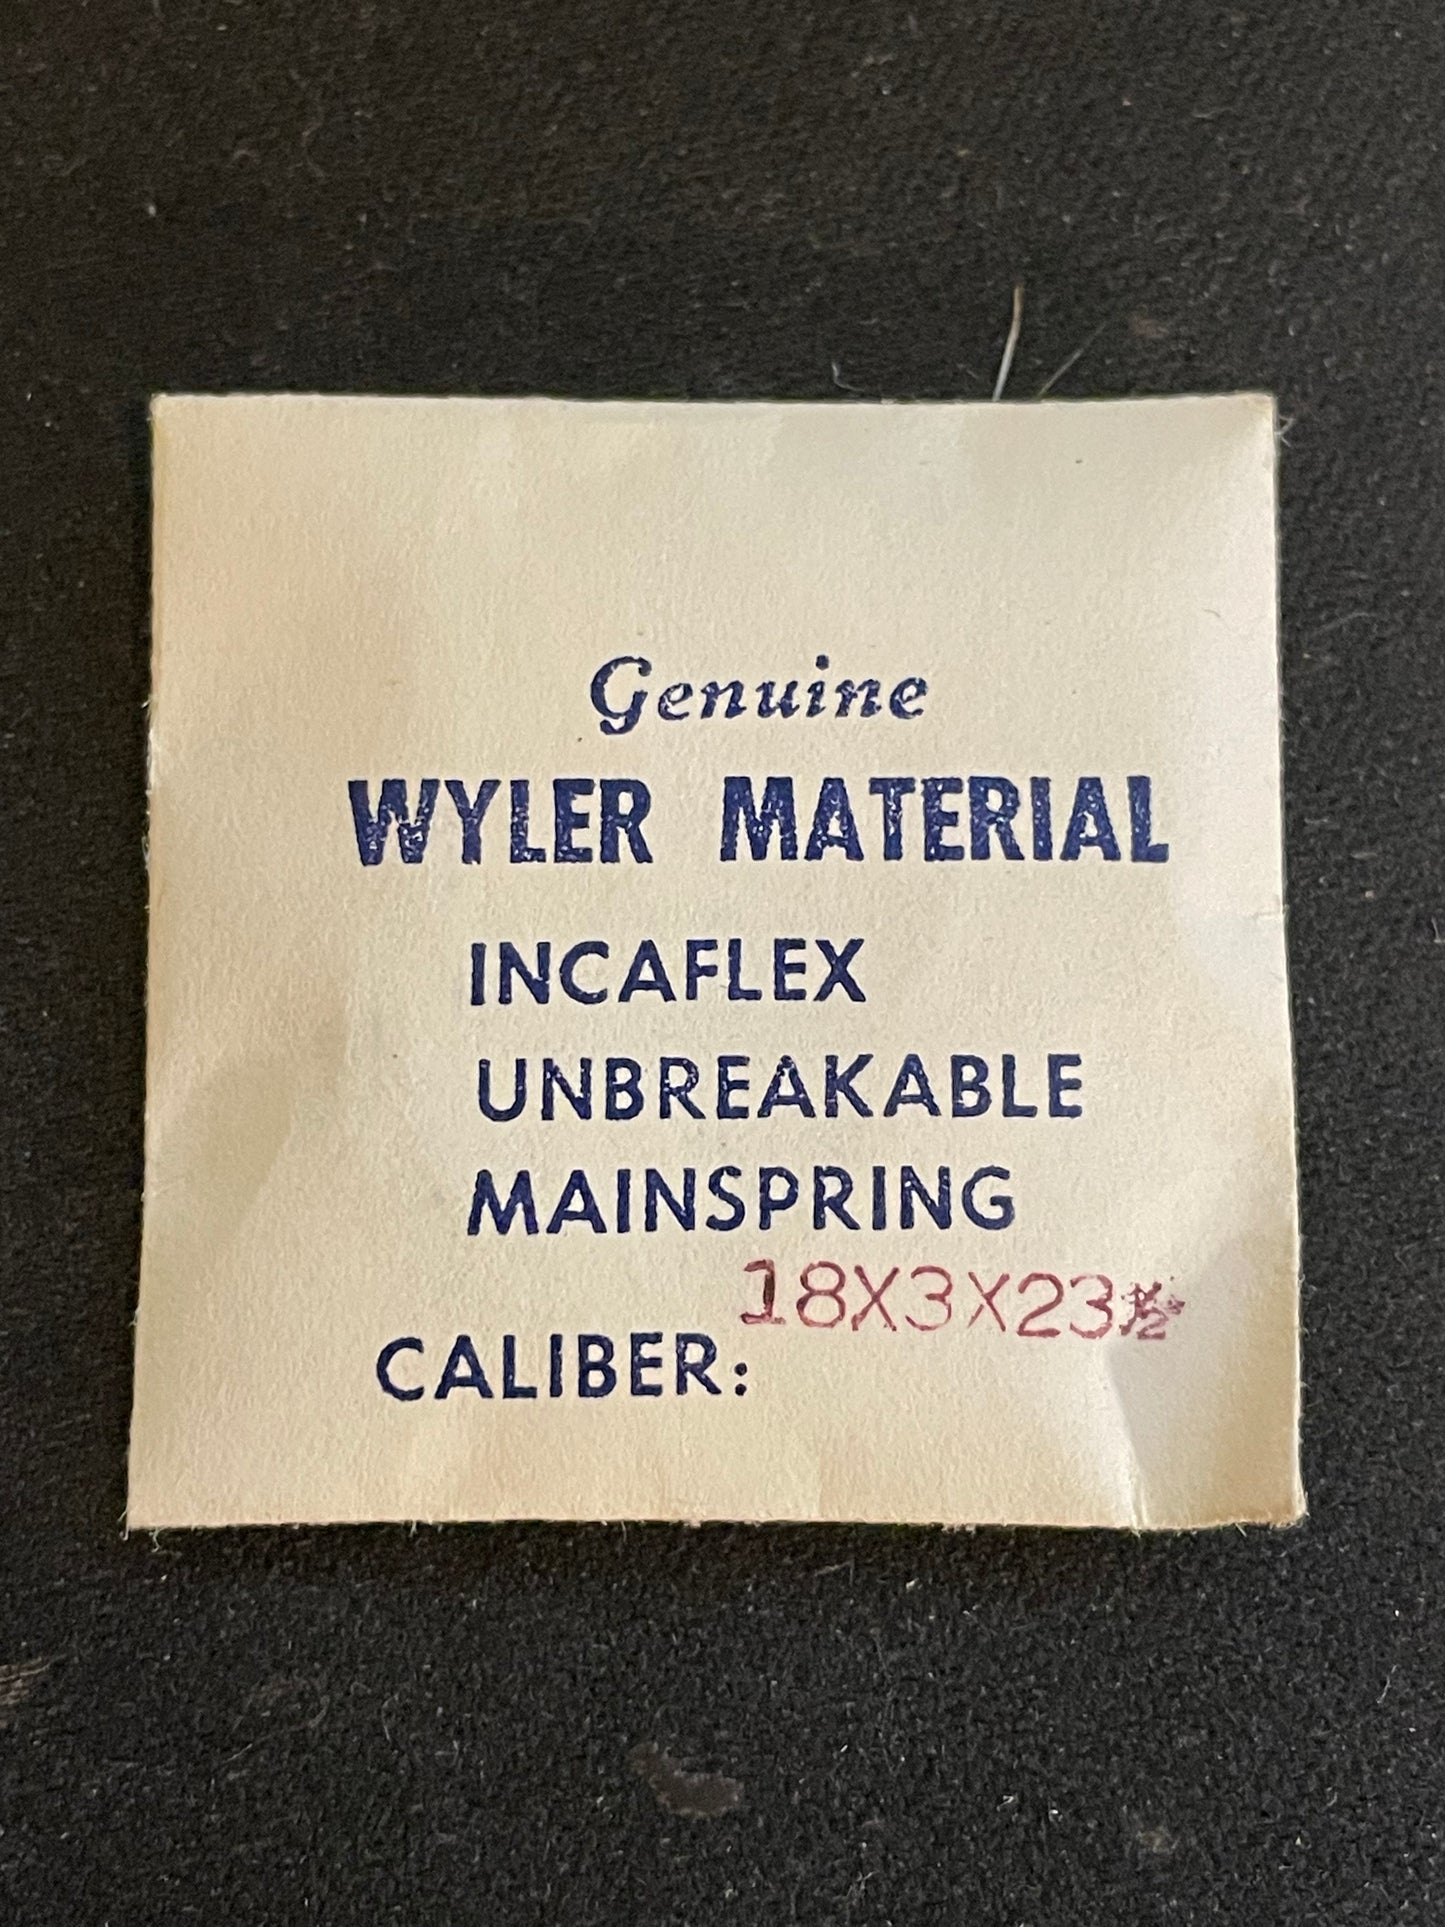 Genuine
WYLER MATERIAL
INCAFLEX
UNBREAKABLE
MAINSPRING
18X3X23½
CALIBER: